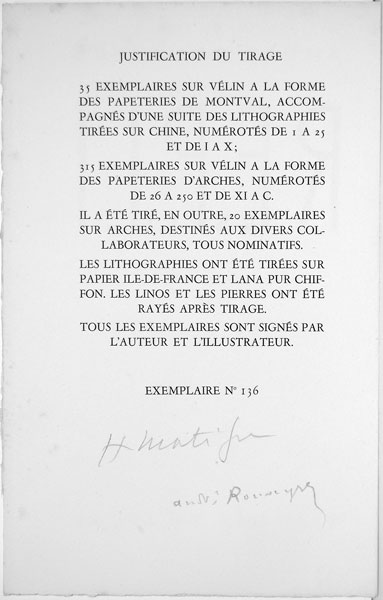 JUSTIFICATION DU TIRAGE
35 EXEMPLAIRES SUR VÉLIN A LA FORME
DES PAPETERIES DE MONTVAL, ACCOM-
PAGNÉS D'UNE SUITE DES LITHOGRAPHIES
TIRÉES SUR CHINE, NUMÉROTÉS DE 1 A 25
ET DE I A X;
315 EXEMPLAIRES SUR VÉLIN A LA FORME
DES PAPETERIES D'ARCHES, NUMÉROTÉS
DE 26 A 250 ET DE XI A C.
IL A ÉTÉ TIRÉ, EN OUTRE, 20 EXEMPLAIRES
SUR ARCHES, DESTINÉS AUX DIVERS COL-
LABORATEURS, TOUS NOMINATIFS.
LES LITHOGRAPHIES ONT ÉTÉ TIRÉES SUR
PAPIER ILE-DE-FRANCE ET LANA PUR CHIF-
FON. LES LINOS ET LES PIERRES ONT ÉTÉ
RAYÉS APRÈS TIRAGE.
TOUS LES EXEMPLAIRES SONT SIGNÉS PAR
L'AUTEUR ET L'ILLUSTRATEUR.
EXEMPLAIRE N° 136
H Matisse
andré Rouveyre